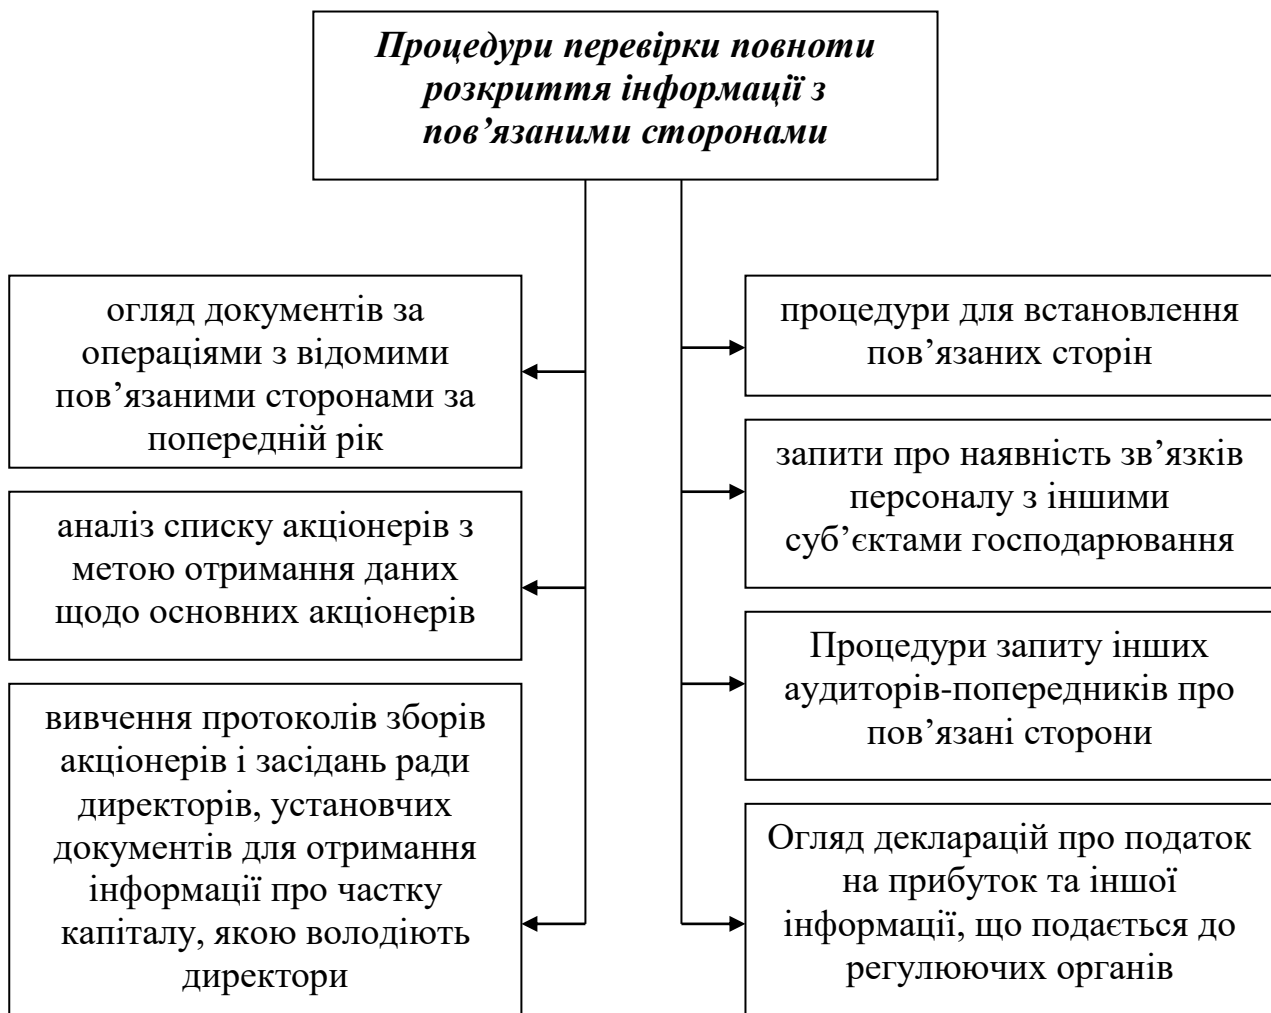 Процедури перевірки повноти
розкриття інформації з
пов’язаними сторонами
огляд документів за
операціями з відомими
пов’язаними сторонами за
попередній рік
аналіз списку акціонерів з
метою отримання даних
щодо основних акціонерів
вивчення протоколів зборів
акціонерів і засідань ради
директорів, установчих
документів для отримання
інформації про частку
капіталу, якою володіють
директори
процедури для встановлення
пов’язаних сторін
запити про наявність зв’язків
персоналу з іншими
суб’єктами господарювання
Процедури запиту інших
аудиторів-попередників про
пов’язані сторони
Огляд декларацій про податок
на прибуток та іншої
інформації, що подається до
регулюючих органів